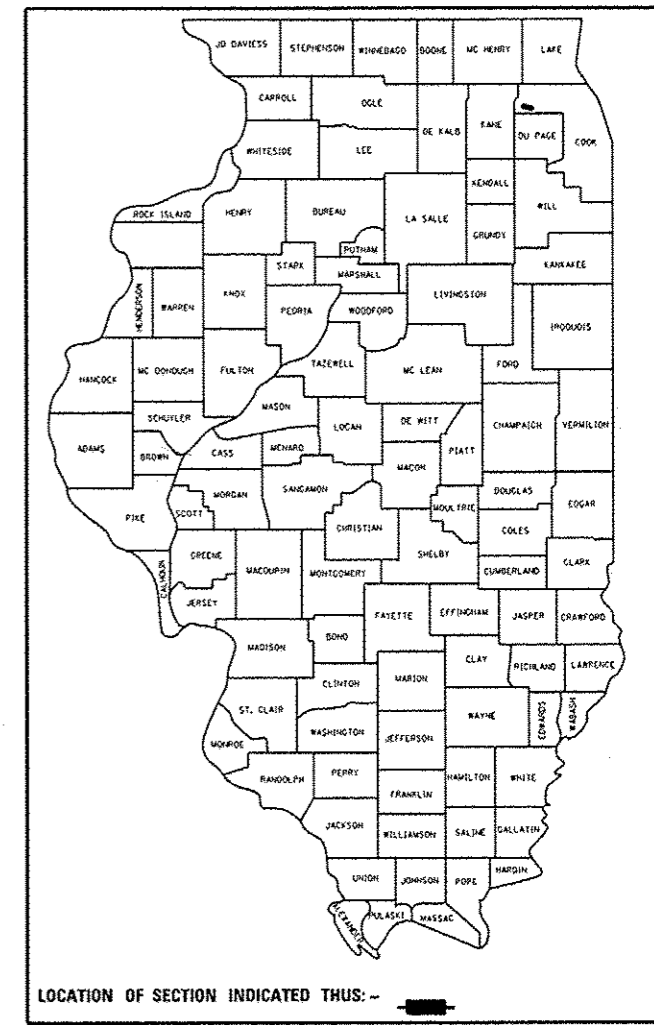 JO DAVIESS STEPHENSON WINNEBAGO BOONE MC HENRY LAKE
CARROLL OGLE DE KALB KANE DU PAGE COOK
WHITESIDE LEE KENDALL WILL
ROCK ISLAND HENRY BUREAU LA SALLE GRUNDY
PUTNAM KANKAKEE
STARK MARSHALL
HENDERSON WARREN KNOX PEORIA WOODFORD LIVINGSTON IROQUOIS
HANCOCK MC DONOUGH FULTON TAZEWELL MC LEAN FORD
SCHUYLER MASON LOGAN DE WITT CHAMPAIGN VERMILION
ADAMS BROWN CASS MENARD MACON PIATT
PIKE SCOTT MORGAN SANGAMON CHRISTIAN MOULTRIE DOUGLAS EDGAR
COLES
CALHOUN GREENE MACOUPIN MONTGOMERY SHELBY CUMBERLAND CLARK
JERSEY FAYETTE EFFINGHAM JASPER CRAWFORD
MADISON BOND CLAY RICHLAND LAWRENCE
ST. CLAIR CLINTON MARION WAYNE EDWARDS WABASH
MONROE WASHINGTON JEFFERSON
RANDOLPH PERRY HAMILTON WHITE
FRANKLIN
JACKSON WILLIAMSON SALINE GALLATIN
UNION JOHNSON POPE HARDIN
ALEXANDER PULASKI MASSAC
LOCATION OF SECTION INDICATED THUS: -